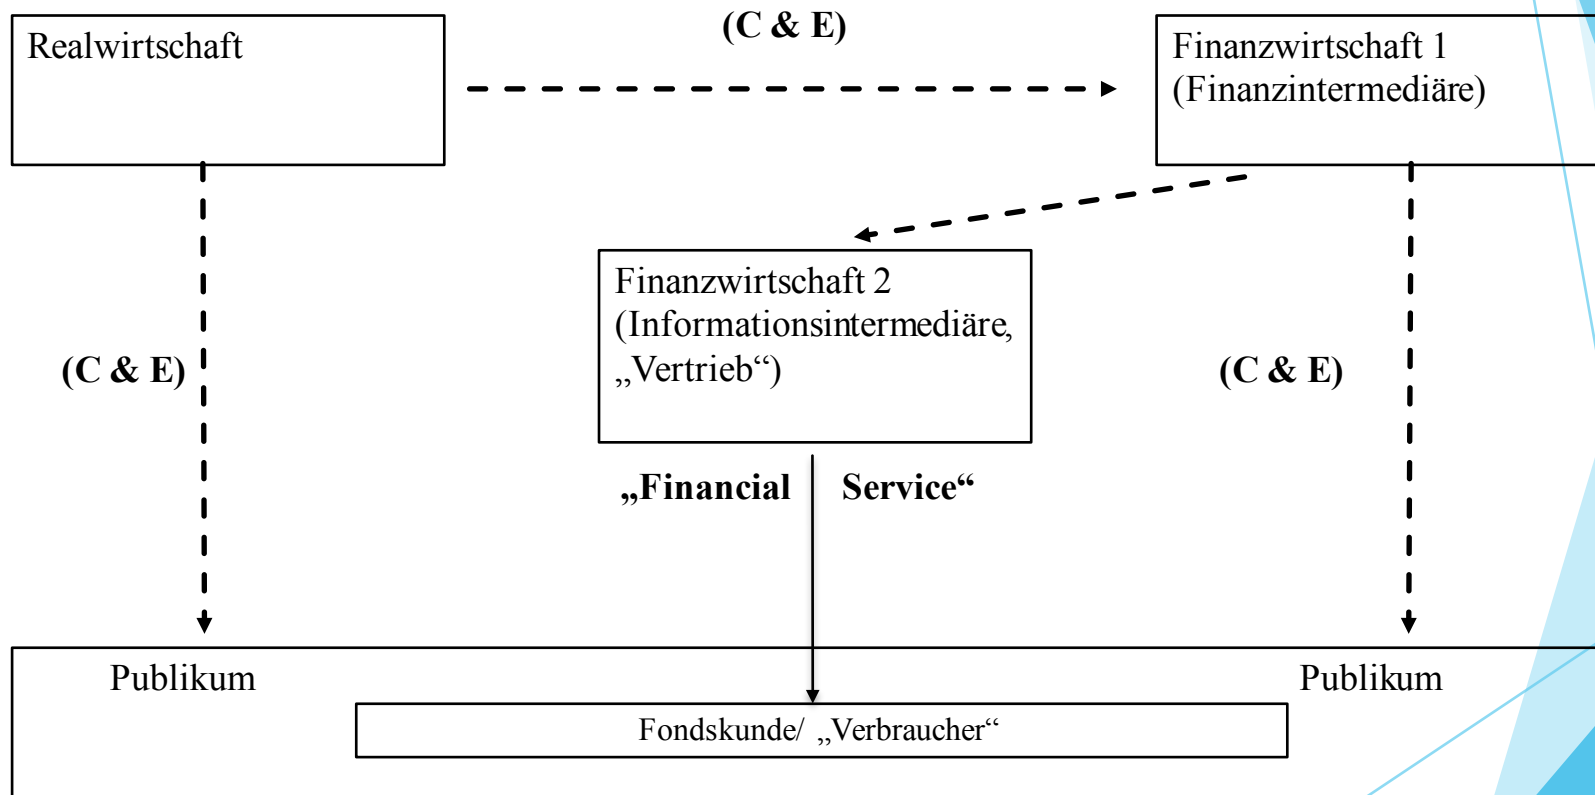 (C & E)
Realwirtschaft
Finanzwirtschaft 1
(Finanzintermediäre)
Finanzwirtschaft 2
(Informationsintermediäre,
„Vertrieb“)
(C & E)
(C & E)
„Financial Service“
Publikum
Publikum
Fondskunde/ „Verbraucher“